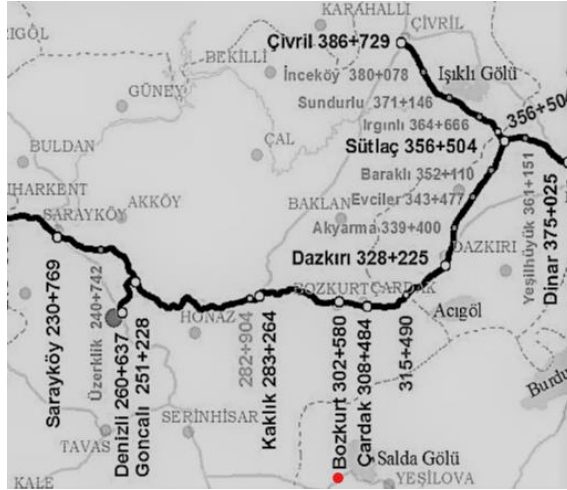 KARAHALLI
ÇİVRİL
IRIGÖL
Çivril 386+729
BEKİLLİ
İnceköy 380+078
Işıklı Gölü
GÜNEY
Sundurlu 371+146
Irgınlı 364+666
356+504
ÇAL
Sütlaç 356+504
BULDAN
Baraklı 352+110
Evciler 343+477
BAKLAN
AKKÖY
SARAYKÖY
Akyarma 339+400
DAZKIRI
Dazkırı 328+225
Yeşilhüyük 361+151
Dinar 375+025
BOZKURT
ÇARDAK
Acıgöl
HONAZ
Sarayköy 230+769
Üzerklik 240+742
Denizli 260+637
Goncalı 251+228
282+904
Kaklık 283+264
Bozkurt 302+580
Çardak 308+484
315+490
Burdu
SERİNHİSAR
TAVAS
Salda Gölü
KALE
YEŞİLOVA